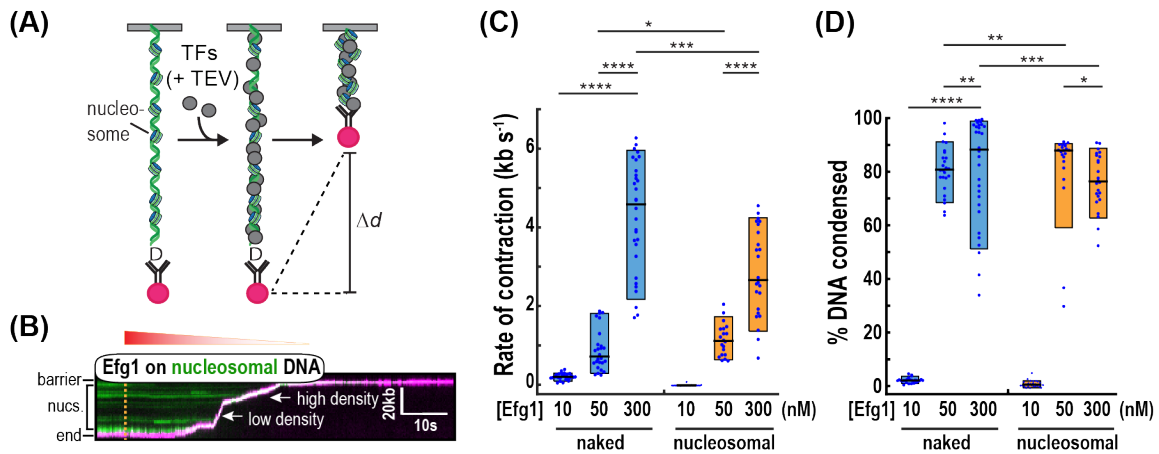 (A)
TFs
(+ TEV)
nucleo-
some
D
D
Δd
(B)
Efg1 on nucleosomal DNA
barrier
nucs.
end
high density
low density
20kb
10s
(C)
*
***
****
****
****
Rate of contraction (kb s-1)
6
4
2
0
[Efg1] 10 50 300 10 50 300 (nM)
naked nucleosomal
(D)
**
***
**
*
****
% DNA condensed
100
80
60
40
20
0
[Efg1] 10 50 300 10 50 300 (nM)
naked nucleosomal